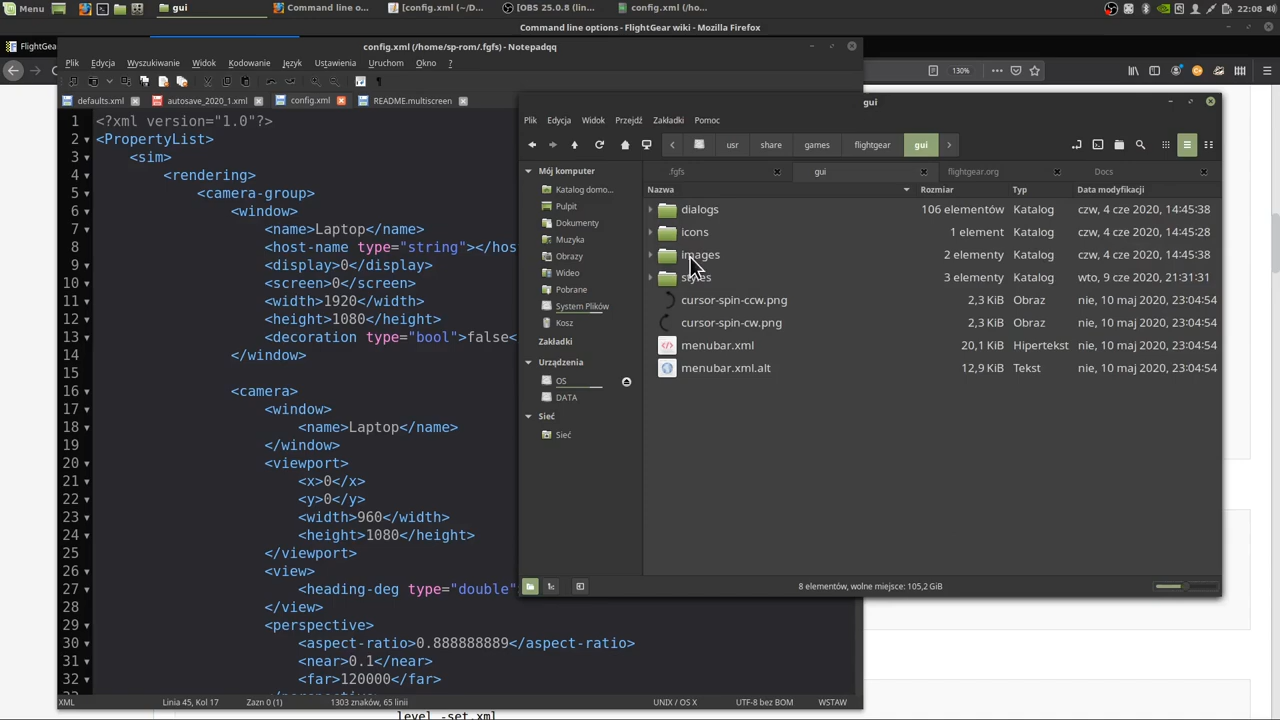 Menu
gui
Command line o...
[config.xml (~/D...
[OBS 25.0.8 (lin...
config.xml (/ho...
22:08
Command line options - FlightGear wiki - Mozilla Firefox
FlightGea
130%
config.xml (/home/sp-rom/.fgfs) - Notepadqq
Plik Edycja Wyszukiwanie Widok Kodowanie Język Ustawienia Uruchom Okno ?
defaults.xml autosave_2020_1.xml config.xml README.multiscreen
1 <?xml version="1.0"?>
2 <PropertyList>
3 <sim>
4 <rendering>
5 <camera-group>
6 <window>
7 <name>Laptop</name>
8 <host-name type="string"></hos
9 <display>0</display>
10 <screen>0</screen>
11 <width>1920</width>
12 <height>1080</height>
13 <decoration type="bool">false<
14 </window>
15
16 <camera>
17 <window>
18 <name>Laptop</name>
19 </window>
20 <viewport>
21 <x>0</x>
22 <y>0</y>
23 <width>960</width>
24 <height>1080</height>
25 </viewport>
26 <view>
27 <heading-deg type="double"
28 </view>
29 <perspective>
30 <aspect-ratio>0.888888889</aspect-ratio>
31 <near>0.1</near>
32 <far>120000</far>
XML Linia 45, Kol 17 Zazn 0 (1) 1303 znaków, 65 linii UNIX / OS X UTF-8 bez BOM WSTAW
level -set.xml
gui
Plik Edycja Widok Przejdź Zakładki Pomoc
usr share games flightgear gui
Mój komputer
Katalog domo...
Pulpit
Dokumenty
Muzyka
Obrazy
Wideo
Pobrane
System Plików
Kosz
Zakładki
Urządzenia
OS
DATA
Sieć
Sieć
.fgfs gui flightgear.org Docs
Nazwa Rozmiar Typ Data modyfikacji
dialogs 106 elementów Katalog czw, 4 cze 2020, 14:45:38
icons 1 element Katalog czw, 4 cze 2020, 14:45:28
images 2 elementy Katalog czw, 4 cze 2020, 14:45:38
styles 3 elementy Katalog wto, 9 cze 2020, 21:31:31
cursor-spin-ccw.png 2,3 KiB Obraz nie, 10 maj 2020, 23:04:54
cursor-spin-cw.png 2,3 KiB Obraz nie, 10 maj 2020, 23:04:54
menubar.xml 20,1 KiB Hipertekst nie, 10 maj 2020, 23:04:54
menubar.xml.alt 12,9 KiB Tekst nie, 10 maj 2020, 23:04:54
8 elementów, wolne miejsce: 105,2 GiB